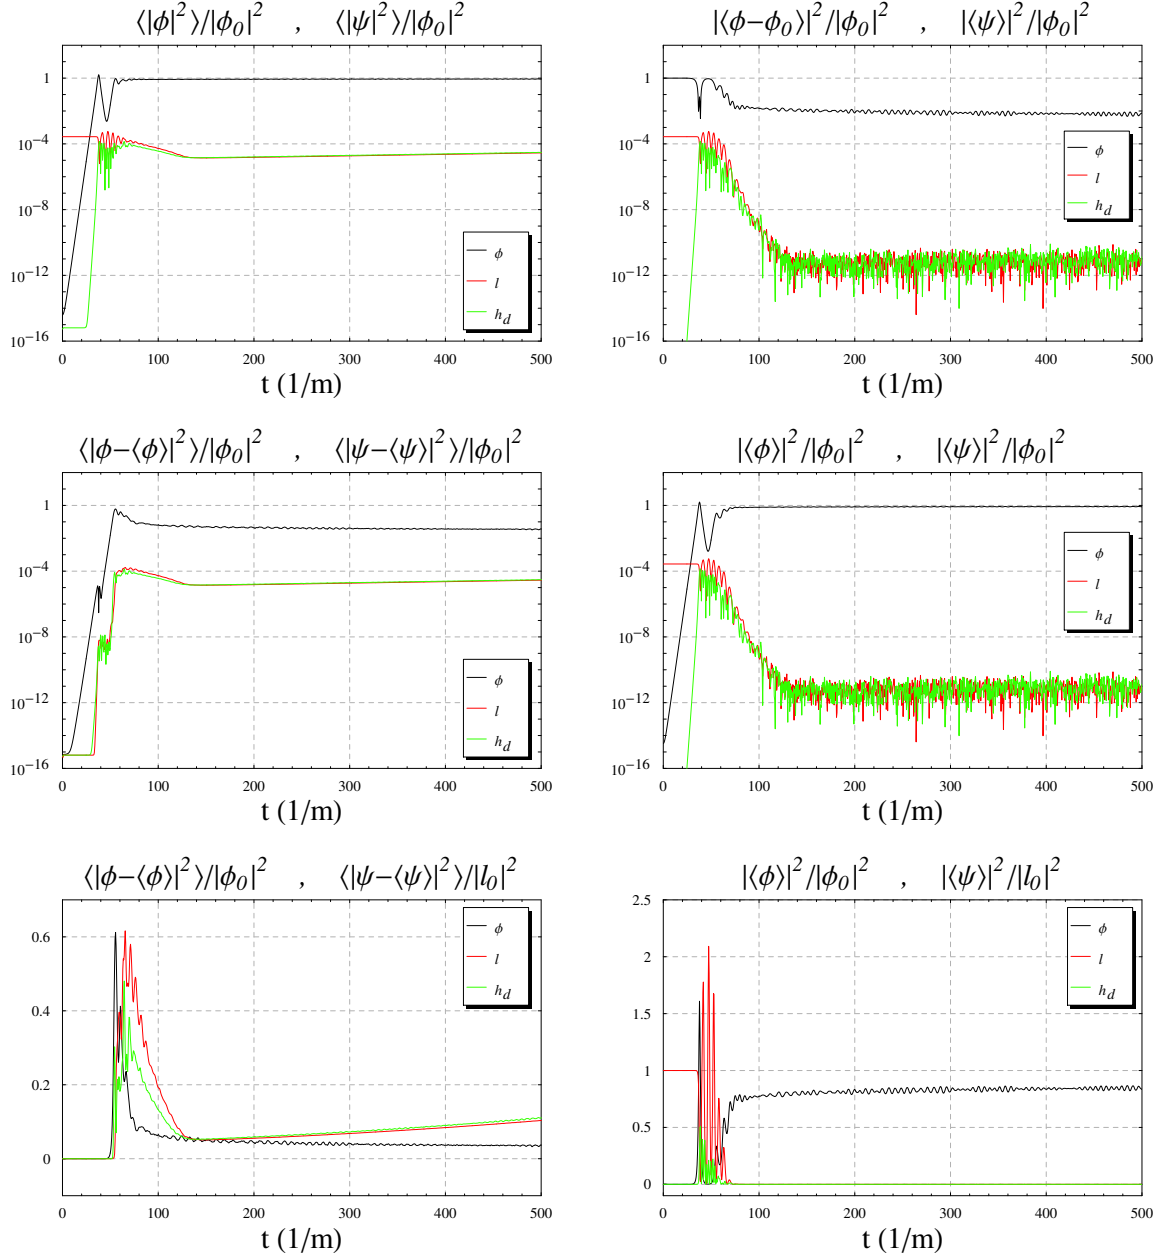 ⟨|ϕ|²⟩/|ϕ₀|² , ⟨|ψ|²⟩/|ϕ₀|²
1
10⁻⁴
10⁻⁸
10⁻¹²
10⁻¹⁶
ϕ
l
h_d
0 100 200 300 400 500
t (1/m)
|⟨ϕ−ϕ₀⟩|²/|ϕ₀|² , |⟨ψ⟩|²/|ϕ₀|²
1
10⁻⁴
10⁻⁸
10⁻¹²
10⁻¹⁶
ϕ
l
h_d
0 100 200 300 400 500
t (1/m)
⟨|ϕ−⟨ϕ⟩|²⟩/|ϕ₀|² , ⟨|ψ−⟨ψ⟩|²⟩/|ϕ₀|²
1
10⁻⁴
10⁻⁸
10⁻¹²
10⁻¹⁶
ϕ
l
h_d
0 100 200 300 400 500
t (1/m)
|⟨ϕ⟩|²/|ϕ₀|² , |⟨ψ⟩|²/|ϕ₀|²
1
10⁻⁴
10⁻⁸
10⁻¹²
10⁻¹⁶
ϕ
l
h_d
0 100 200 300 400 500
t (1/m)
⟨|ϕ−⟨ϕ⟩|²⟩/|ϕ₀|² , ⟨|ψ−⟨ψ⟩|²⟩/|l₀|²
0.6
0.4
0.2
0
ϕ
l
h_d
0 100 200 300 400 500
t (1/m)
|⟨ϕ⟩|²/|ϕ₀|² , |⟨ψ⟩|²/|l₀|²
2.5
2
1.5
1
0.5
0
ϕ
l
h_d
0 100 200 300 400 500
t (1/m)